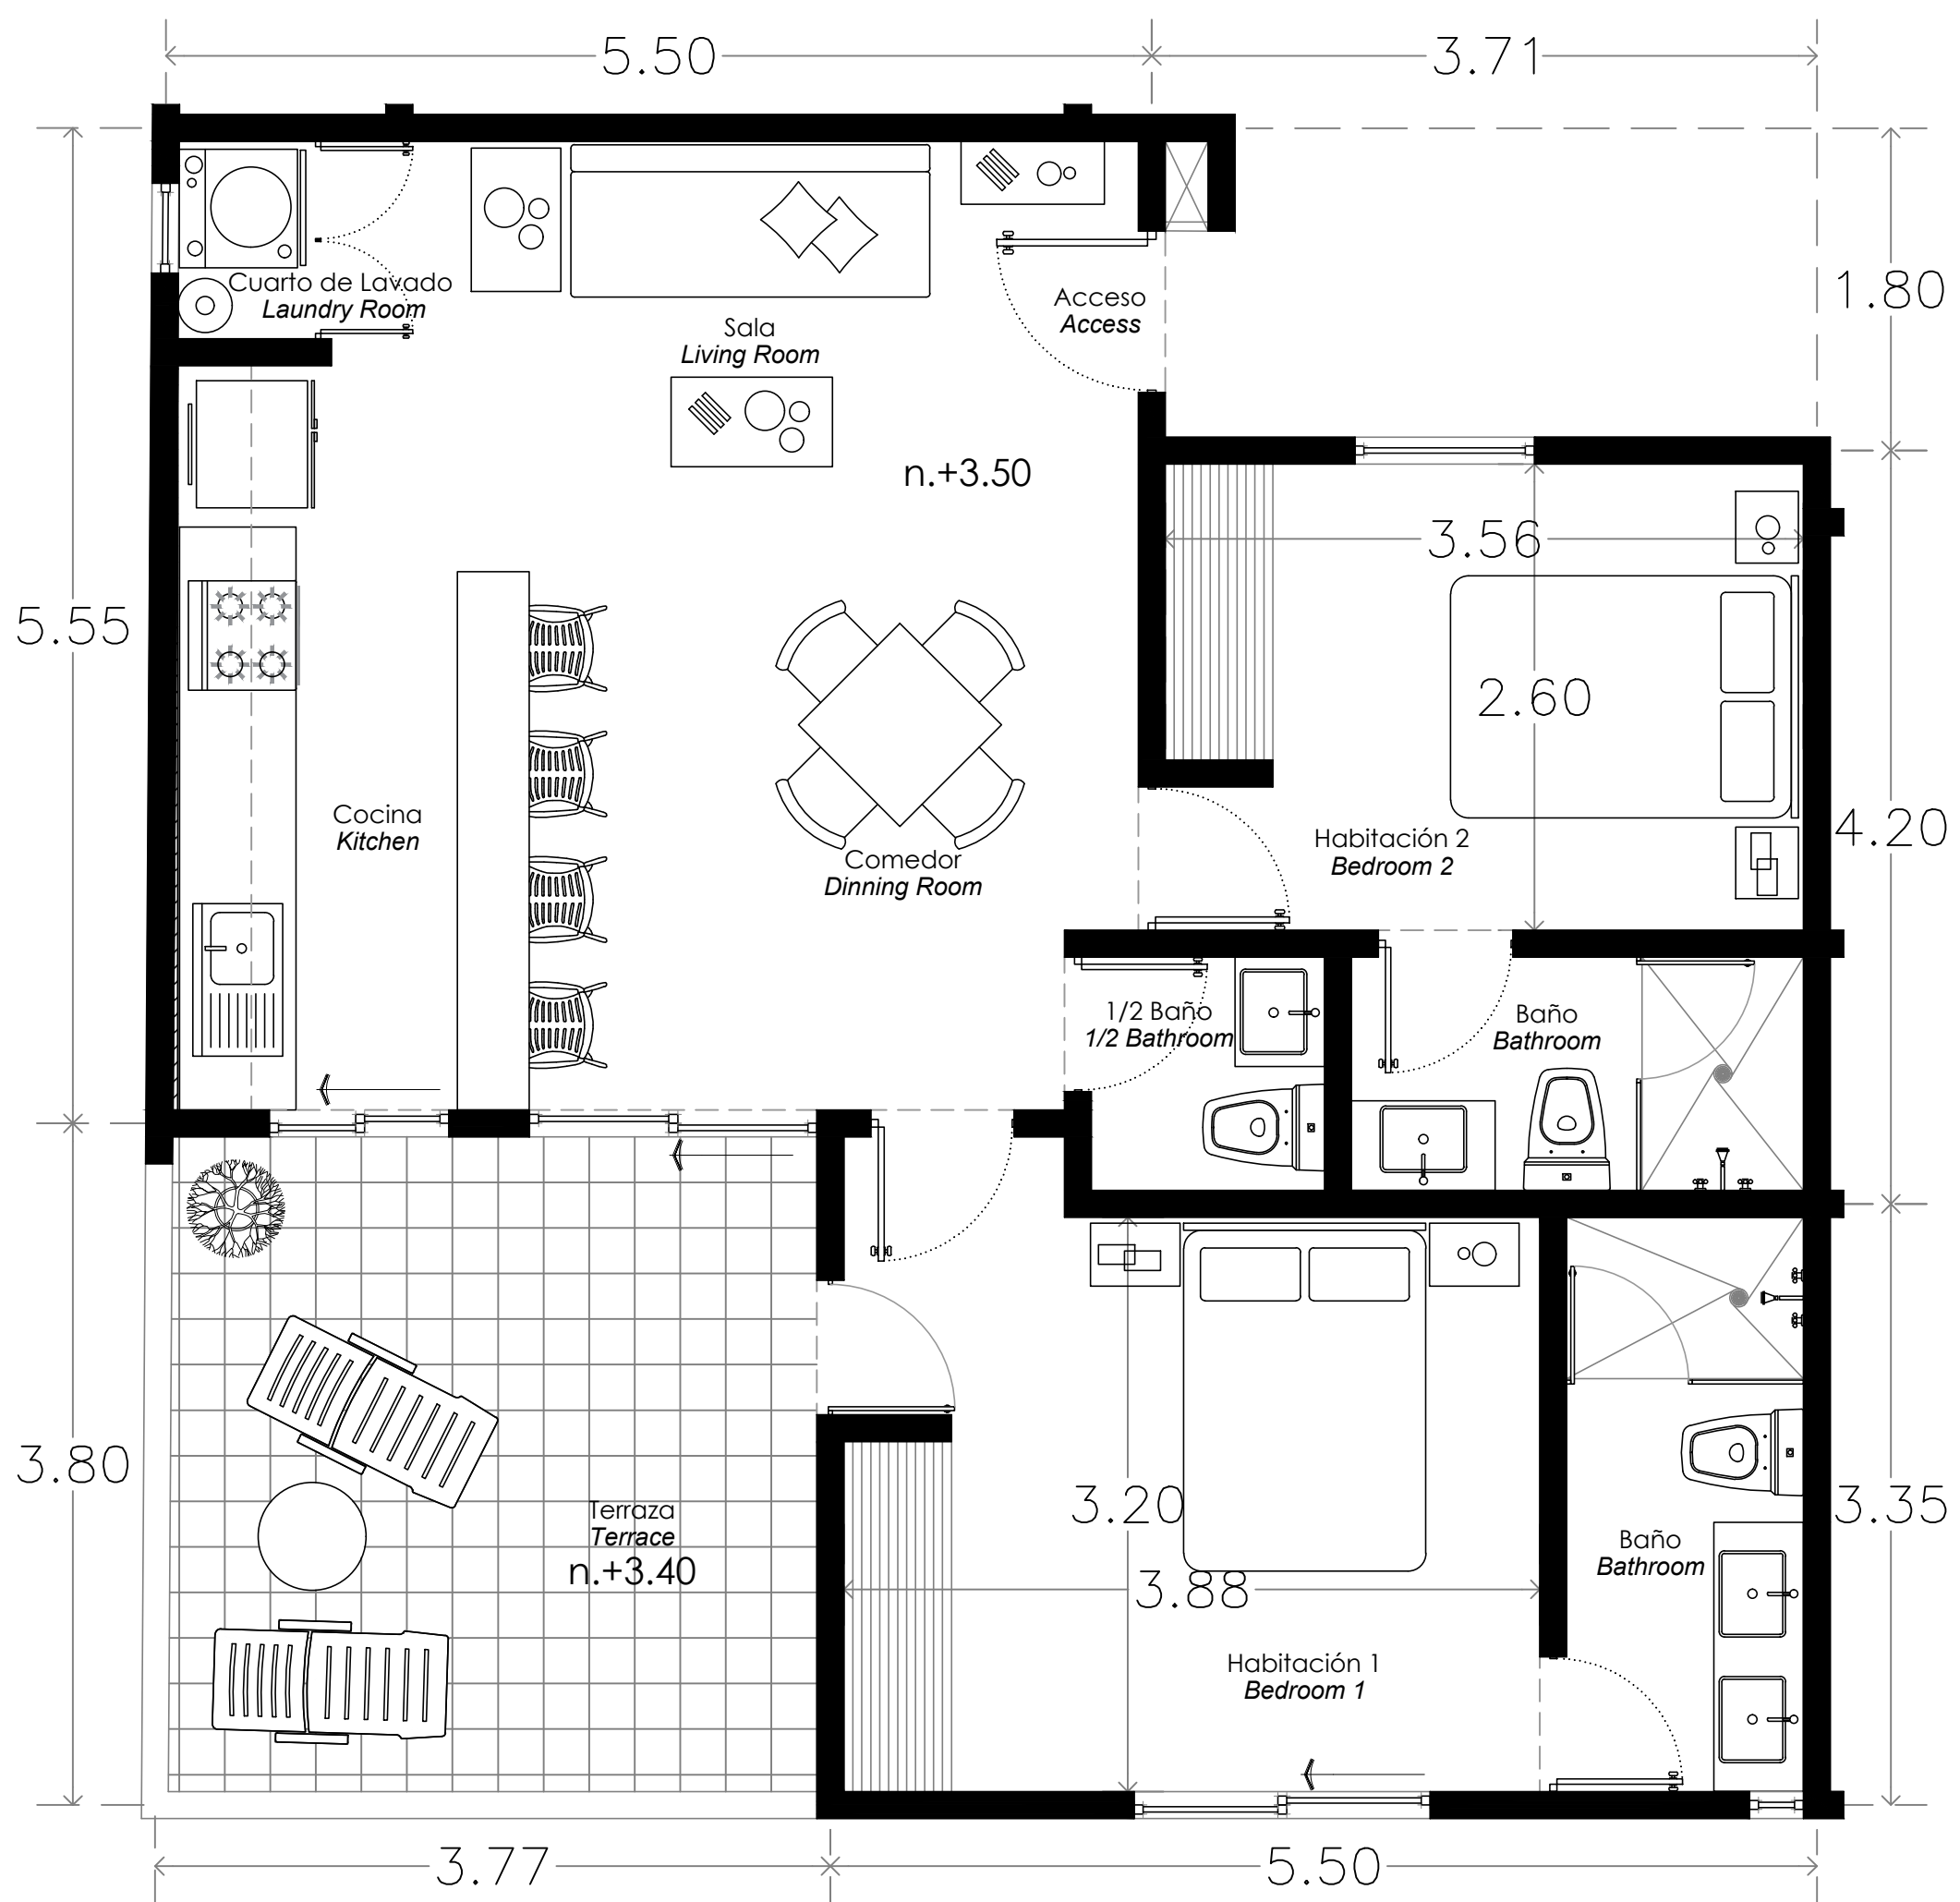 5.50
3.71
Cuarto de Lavado
Laundry Room
Sala
Living Room
Acceso
Access
1.80
n.+3.50
3.56
5.55
2.60
Cocina
Kitchen
Comedor
Dinning Room
Habitación 2
Bedroom 2
4.20
1/2 Baño
1/2 Bathroom
Baño
Bathroom
3.80
Terraza
Terrace
n.+3.40
3.20
3.88
3.35
Baño
Bathroom
Habitación 1
Bedroom 1
3.77
5.50